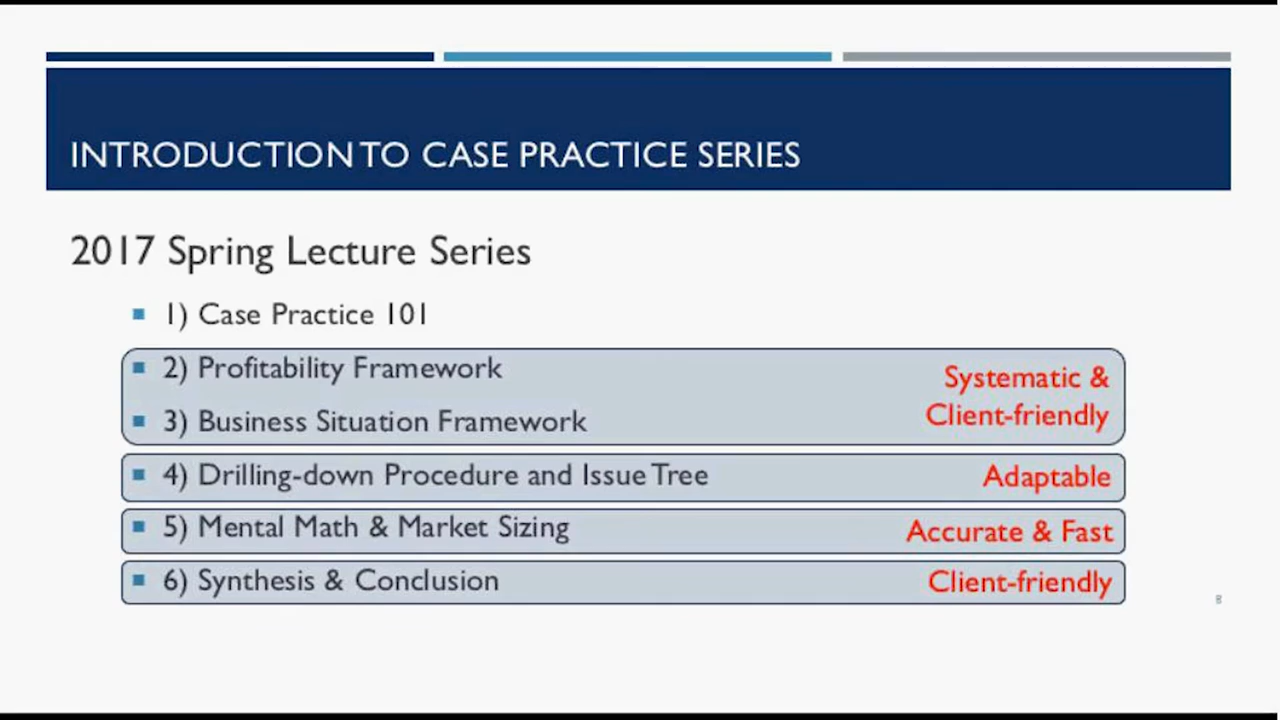 INTRODUCTION TO CASE PRACTICE SERIES
2017 Spring Lecture Series
1) Case Practice 101
2) Profitability Framework
3) Business Situation Framework
Systematic &
Client-friendly
4) Drilling-down Procedure and Issue Tree
Adaptable
5) Mental Math & Market Sizing
Accurate & Fast
6) Synthesis & Conclusion
Client-friendly
8